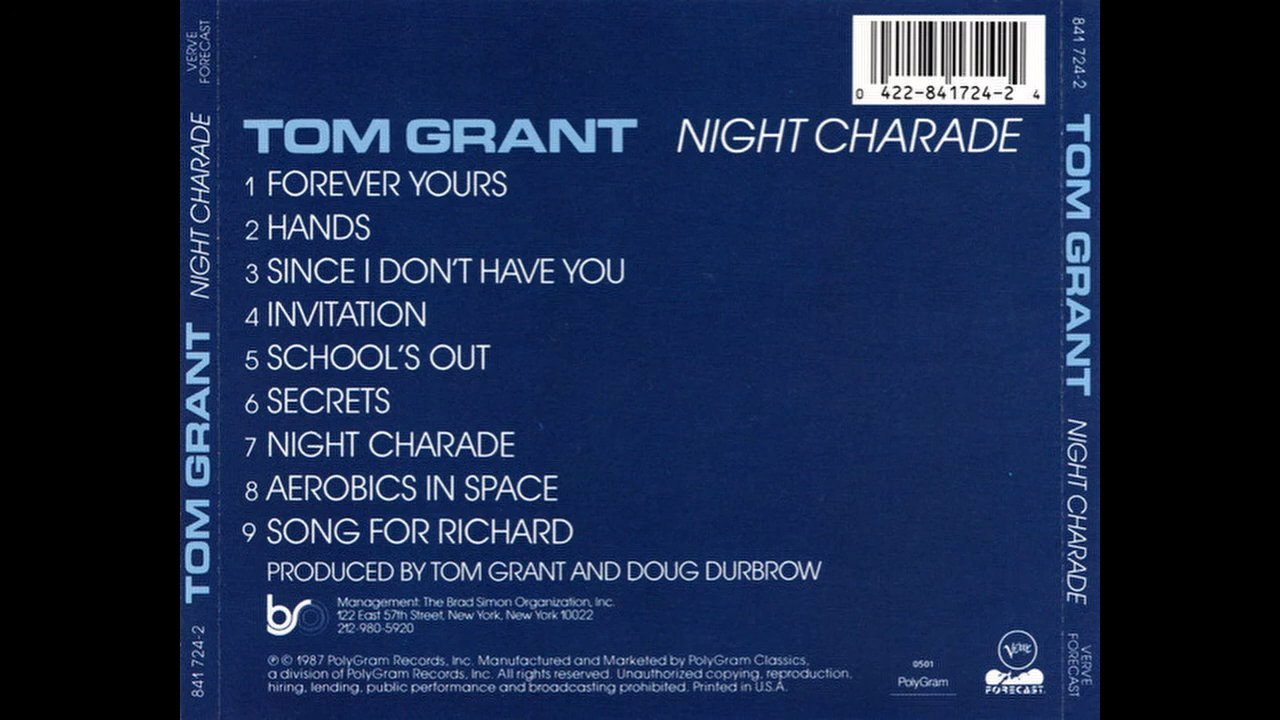 VERVE
FORECAST
NIGHT CHARADE
TOM GRANT
841 724-2
0 422-841724-2 4
TOM GRANT NIGHT CHARADE
1 FOREVER YOURS
2 HANDS
3 SINCE I DON'T HAVE YOU
4 INVITATION
5 SCHOOL'S OUT
6 SECRETS
7 NIGHT CHARADE
8 AEROBICS IN SPACE
9 SONG FOR RICHARD
PRODUCED BY TOM GRANT AND DOUG DURBROW
bs
Management: The Brad Simon Organization, Inc.
122 East 57th Street, New York, New York 10022
212-980-5920
℗© 1987 PolyGram Records, Inc. Manufactured and Marketed by PolyGram Classics,
a division of PolyGram Records, Inc. All rights reserved. Unauthorized copying, reproduction,
hiring, lending, public performance and broadcasting prohibited. Printed in U.S.A.
0501
PolyGram
Verve
FORECAST
841 724-2
TOM GRANT
NIGHT CHARADE
VERVE
FORECAST